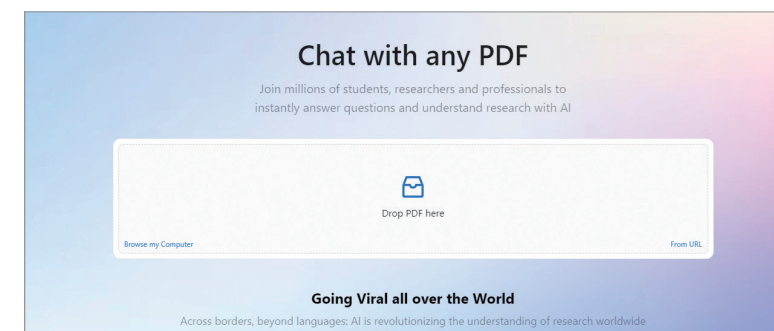 Chat with any PDF
Join millions of students, researchers and professionals to
instantly answer questions and understand research with AI
Drop PDF here
Browse my Computer
From URL
Going Viral all over the World
Across borders, beyond languages: AI is revolutionizing the understanding of research worldwide